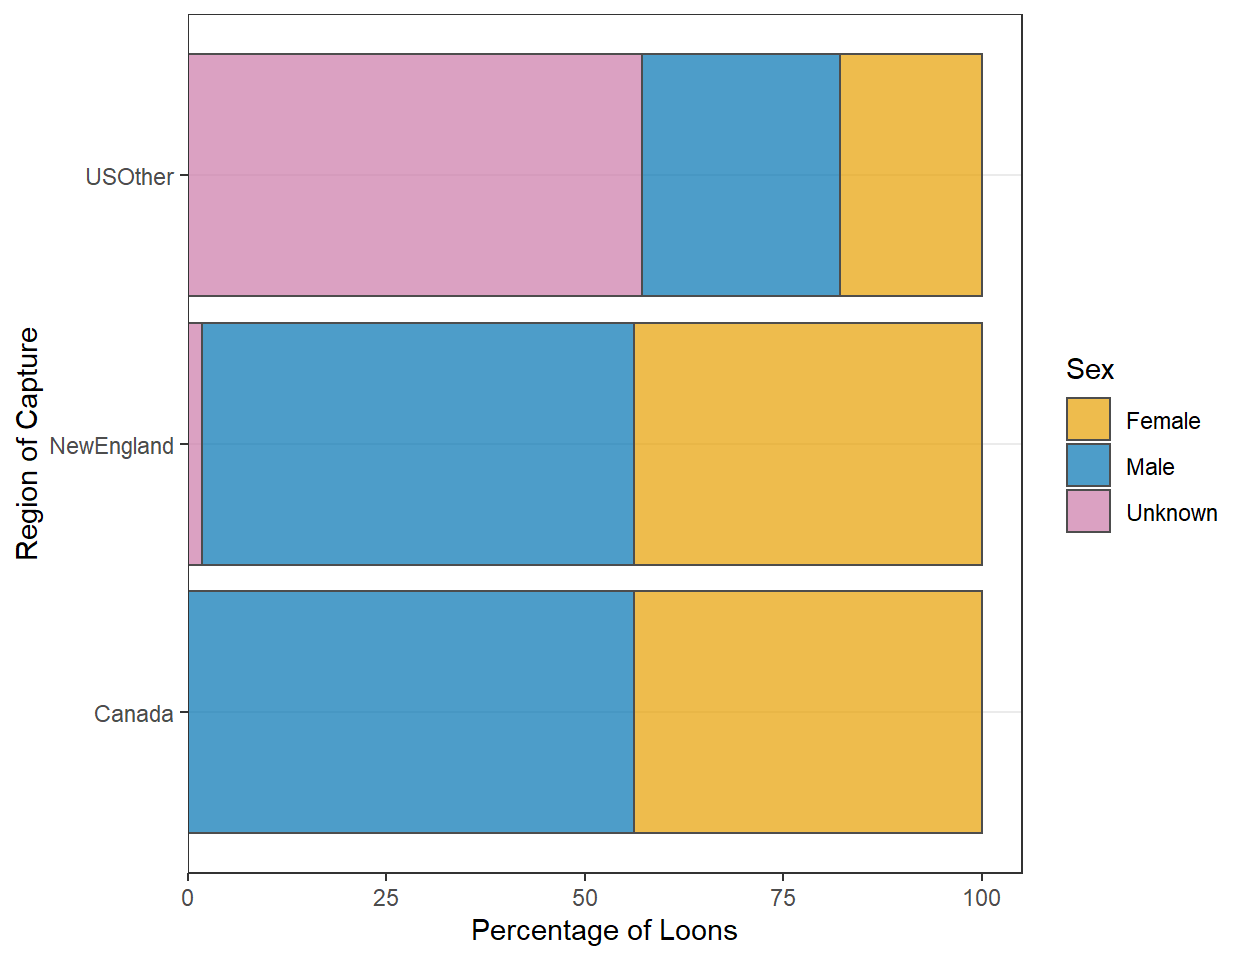 USOther
NewEngland
Canada
Region of Capture
0 25 50 75 100
Percentage of Loons
Sex
Female
Male
Unknown